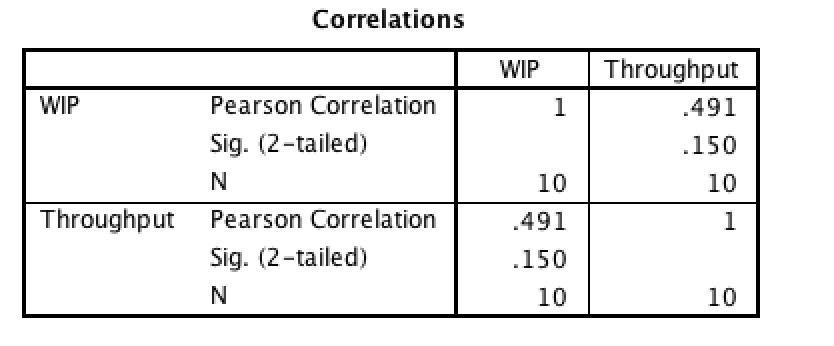 Correlations
WIP Throughput
WIP Pearson Correlation 1 .491
Sig. (2-tailed) .150
N 10 10
Throughput Pearson Correlation .491 1
Sig. (2-tailed) .150
N 10 10